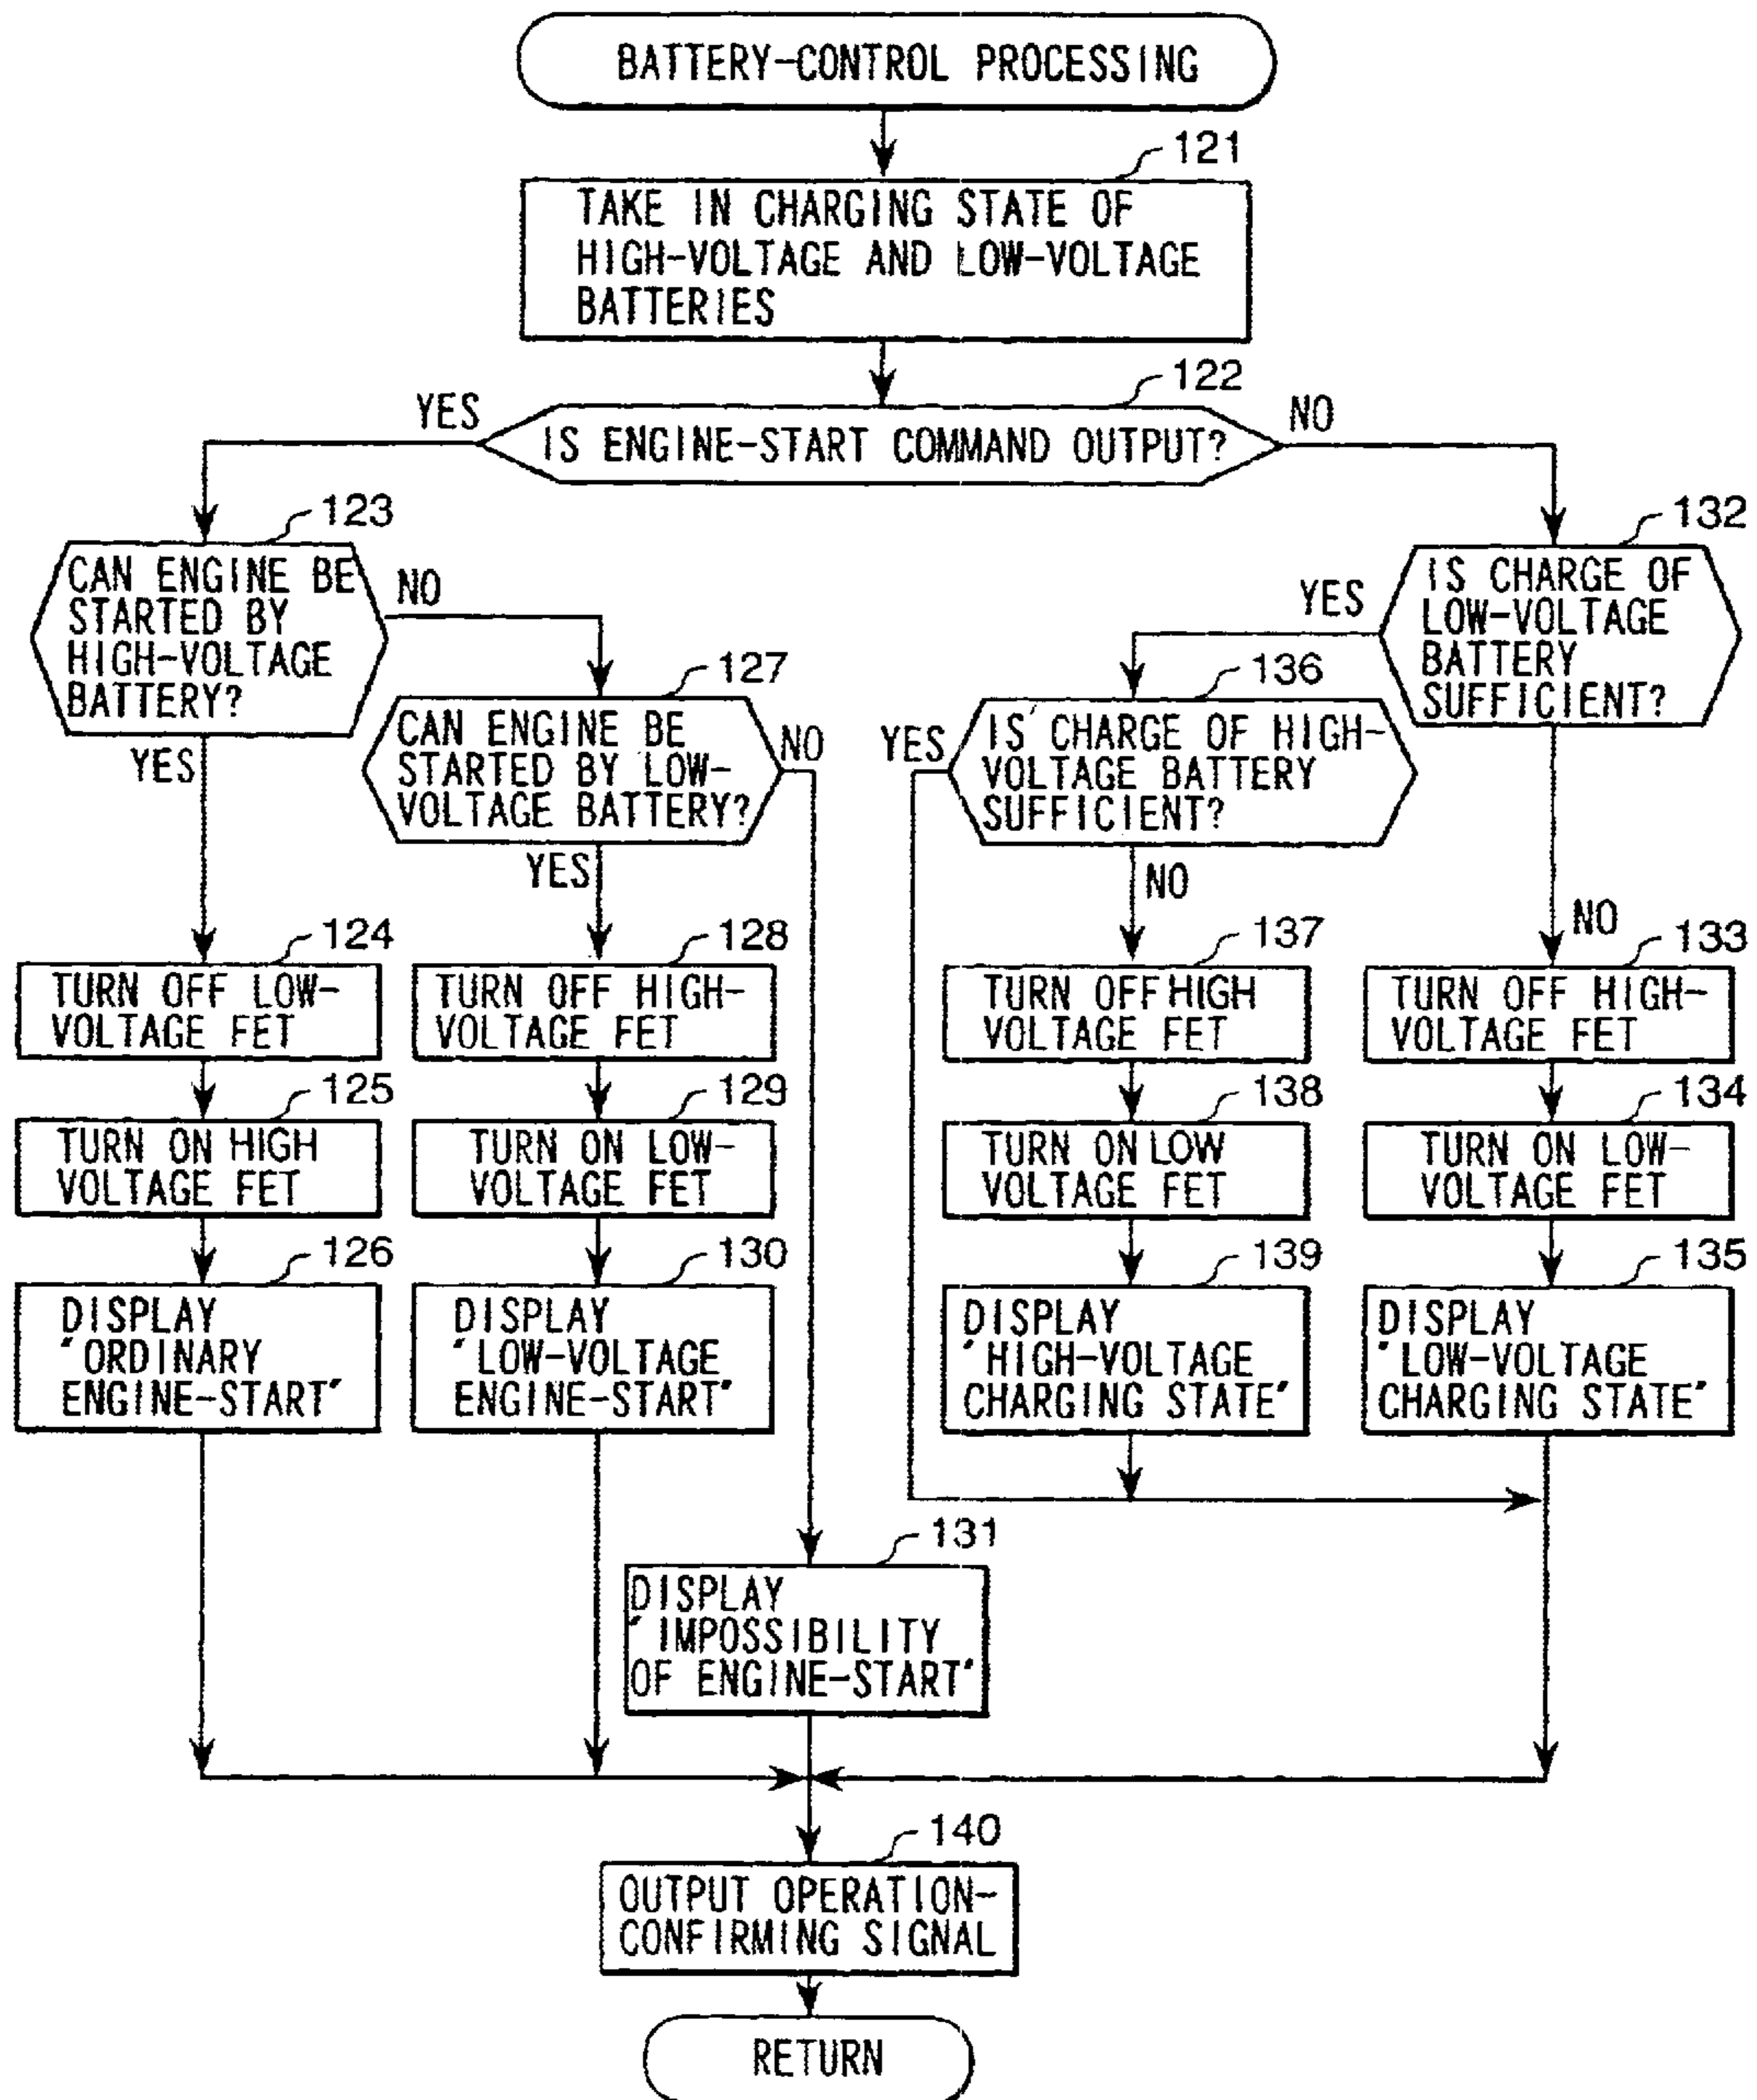 BATTERY-CONTROL PROCESSING
121
TAKE IN CHARGING STATE OF
HIGH-VOLTAGE AND LOW-VOLTAGE
BATTERIES
122
YES
IS ENGINE-START COMMAND OUTPUT?
NO
123
CAN ENGINE BE
STARTED BY
HIGH-VOLTAGE
BATTERY?
NO
YES
127
CAN ENGINE BE
STARTED BY LOW-
VOLTAGE BATTERY?
NO
YES
132
IS CHARGE OF
LOW-VOLTAGE
BATTERY
SUFFICIENT?
YES
NO
136
IS CHARGE OF HIGH-
VOLTAGE BATTERY
SUFFICIENT?
YES
NO
124
TURN OFF LOW-
VOLTAGE FET
128
TURN OFF HIGH-
VOLTAGE FET
137
TURN OFF HIGH
VOLTAGE FET
133
TURN OFF HIGH-
VOLTAGE FET
125
TURN ON HIGH
VOLTAGE FET
129
TURN ON LOW-
VOLTAGE FET
138
TURN ON LOW
VOLTAGE FET
134
TURN ON LOW-
VOLTAGE FET
126
DISPLAY
"ORDINARY
ENGINE-START"
130
DISPLAY
"LOW-VOLTAGE
ENGINE-START"
139
DISPLAY
"HIGH-VOLTAGE
CHARGING STATE"
135
DISPLAY
"LOW-VOLTAGE
CHARGING STATE"
131
DISPLAY
"IMPOSSIBILITY
OF ENGINE-START"
140
OUTPUT OPERATION-
CONFIRMING SIGNAL
RETURN